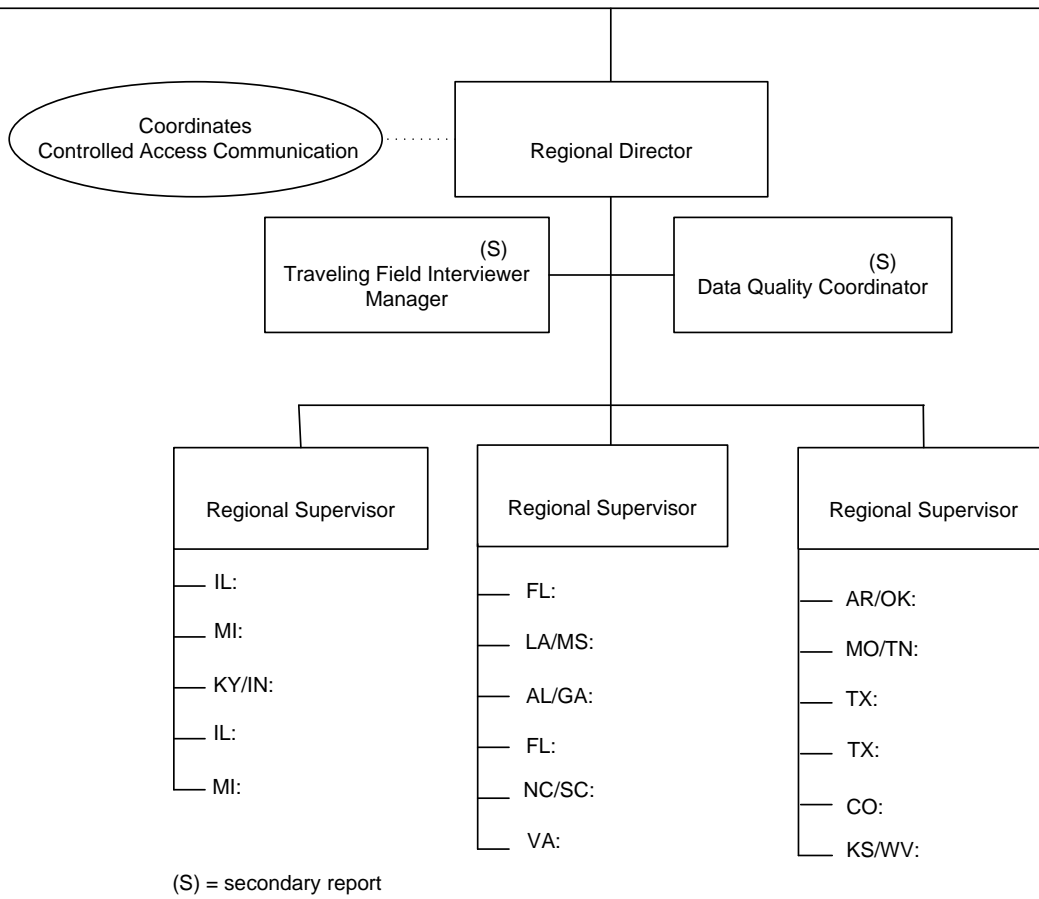 Coordinates
Controlled Access Communication
Regional Director
(S)
Traveling Field Interviewer
Manager
(S)
Data Quality Coordinator
Regional Supervisor
IL:
MI:
KY/IN:
IL:
MI:
Regional Supervisor
FL:
LA/MS:
AL/GA:
FL:
NC/SC:
VA:
Regional Supervisor
AR/OK:
MO/TN:
TX:
TX:
CO:
KS/WV:
(S) = secondary report